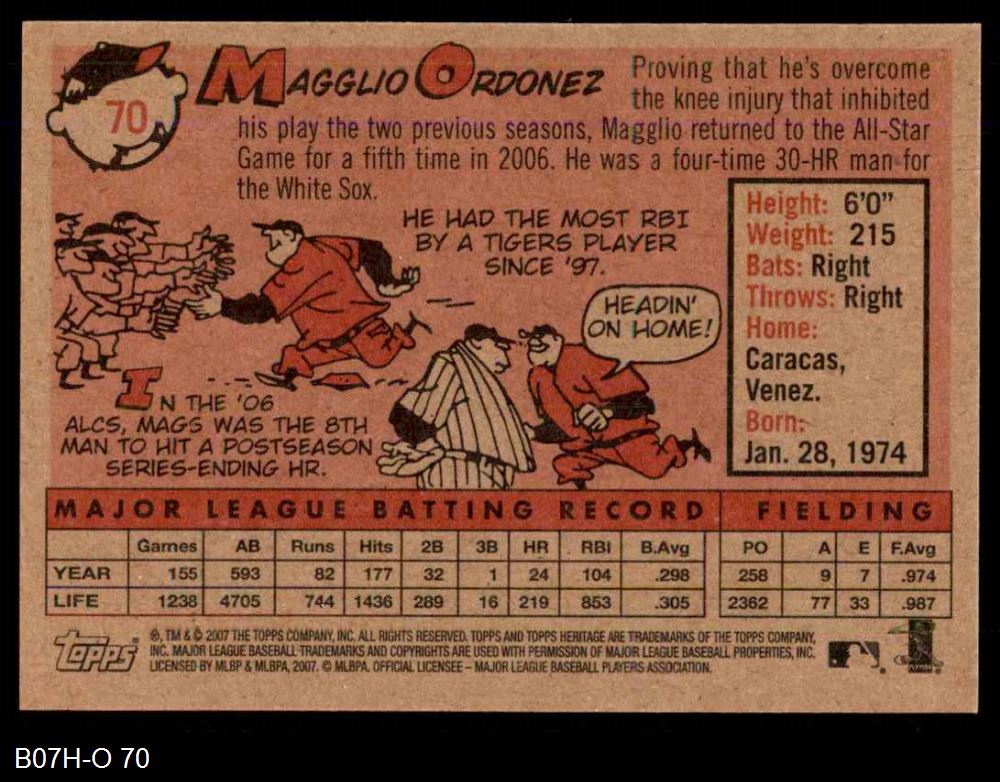 70
MAGGLIO ORDONEZ
Proving that he's overcome
the knee injury that inhibited
his play the two previous seasons, Magglio returned to the All-Star
Game for a fifth time in 2006. He was a four-time 30-HR man for
the White Sox.
HE HAD THE MOST RBI
BY A TIGERS PLAYER
SINCE '97.
HEADIN'
ON HOME!
IN THE '06
ALCS, MAGS WAS THE 8TH
MAN TO HIT A POSTSEASON
SERIES-ENDING HR.
Height: 6'0"
Weight: 215
Bats: Right
Throws: Right
Home:
Caracas,
Venez.
Born:
Jan. 28, 1974
MAJOR LEAGUE BATTING RECORD FIELDING
Games AB Runs Hits 2B 3B HR RBI B.Avg PO A E F.Avg
YEAR 155 593 82 177 32 1 24 104 .298 258 9 7 .974
LIFE 1238 4705 744 1436 289 16 219 853 .305 2362 77 33 .987
topps
®, TM & © 2007 THE TOPPS COMPANY, INC. ALL RIGHTS RESERVED. TOPPS AND TOPPS HERITAGE ARE TRADEMARKS OF THE TOPPS COMPANY,
INC. MAJOR LEAGUE BASEBALL TRADEMARKS AND COPYRIGHTS ARE USED WITH PERMISSION OF MAJOR LEAGUE BASEBALL PROPERTIES, INC.
LICENSED BY MLBP & MLBPA, 2007. © MLBPA. OFFICIAL LICENSEE – MAJOR LEAGUE BASEBALL PLAYERS ASSOCIATION.
B07H-O 70